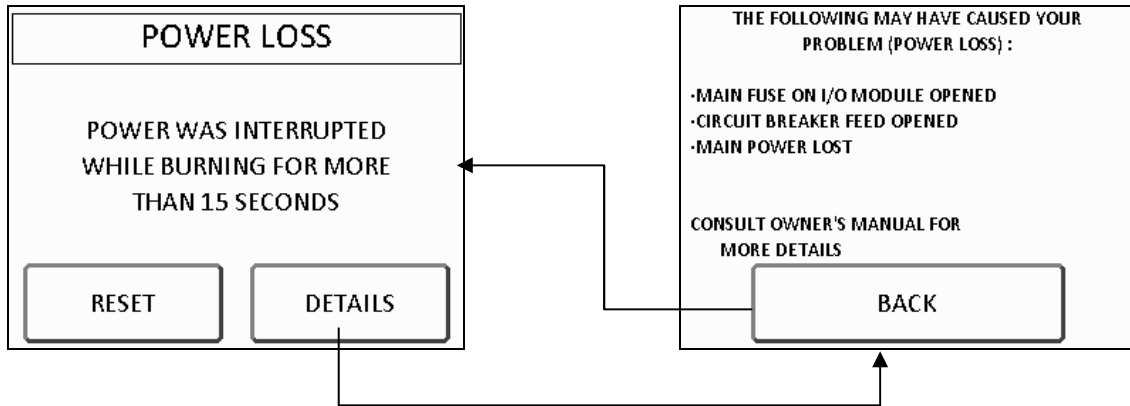 POWER LOSS
POWER WAS INTERRUPTED
WHILE BURNING FOR MORE
THAN 15 SECONDS
RESET
DETAILS
THE FOLLOWING MAY HAVE CAUSED YOUR
PROBLEM (POWER LOSS) :
·MAIN FUSE ON I/O MODULE OPENED
·CIRCUIT BREAKER FEED OPENED
·MAIN POWER LOST
CONSULT OWNER'S MANUAL FOR
MORE DETAILS
BACK